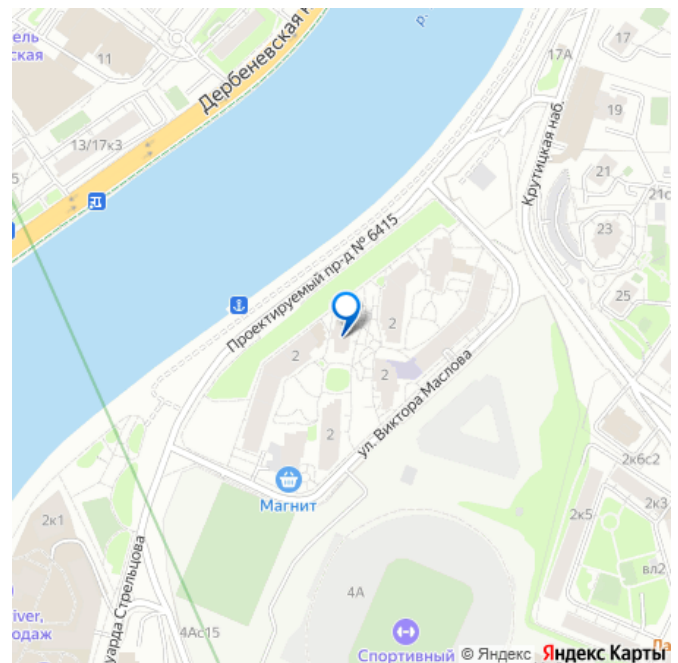 ель
ская
11
Дербеневская н
р.
17
17А
13/17к3
19
Крутицкая наб.
5
21
21с
Проектируемый пр-д № 6415
23
25
2
2
2
2
ул. Виктора Маслова
Магнит
2к6с2
2к1
2к5
2к3
уарда Стрельцова
вл2
4А
iver,
одаж
4Ас15
Ла
Спортивный
© Яндекс Яндекс Карты